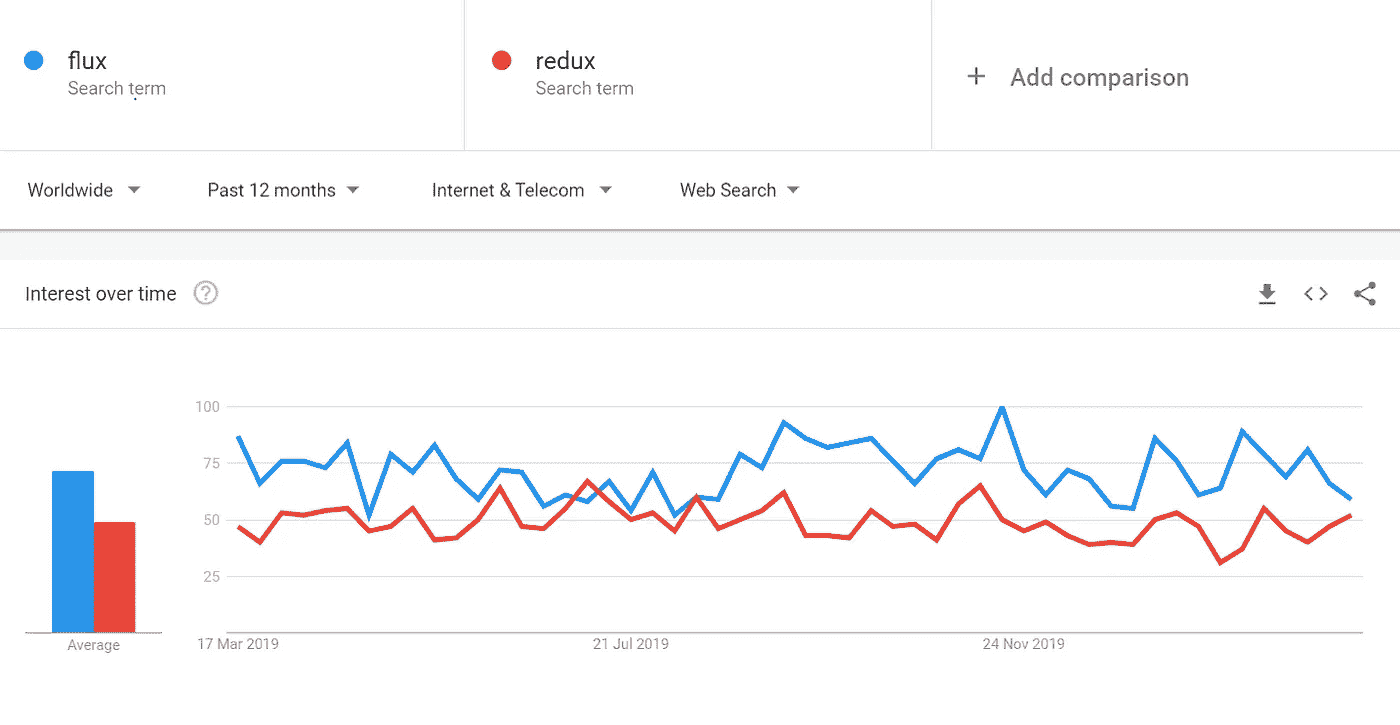 flux
Search term
redux
Search term
+ Add comparison
Worldwide
Past 12 months
Internet & Telecom
Web Search
Interest over time ?
100
75
50
25
Average
17 Mar 2019
21 Jul 2019
24 Nov 2019